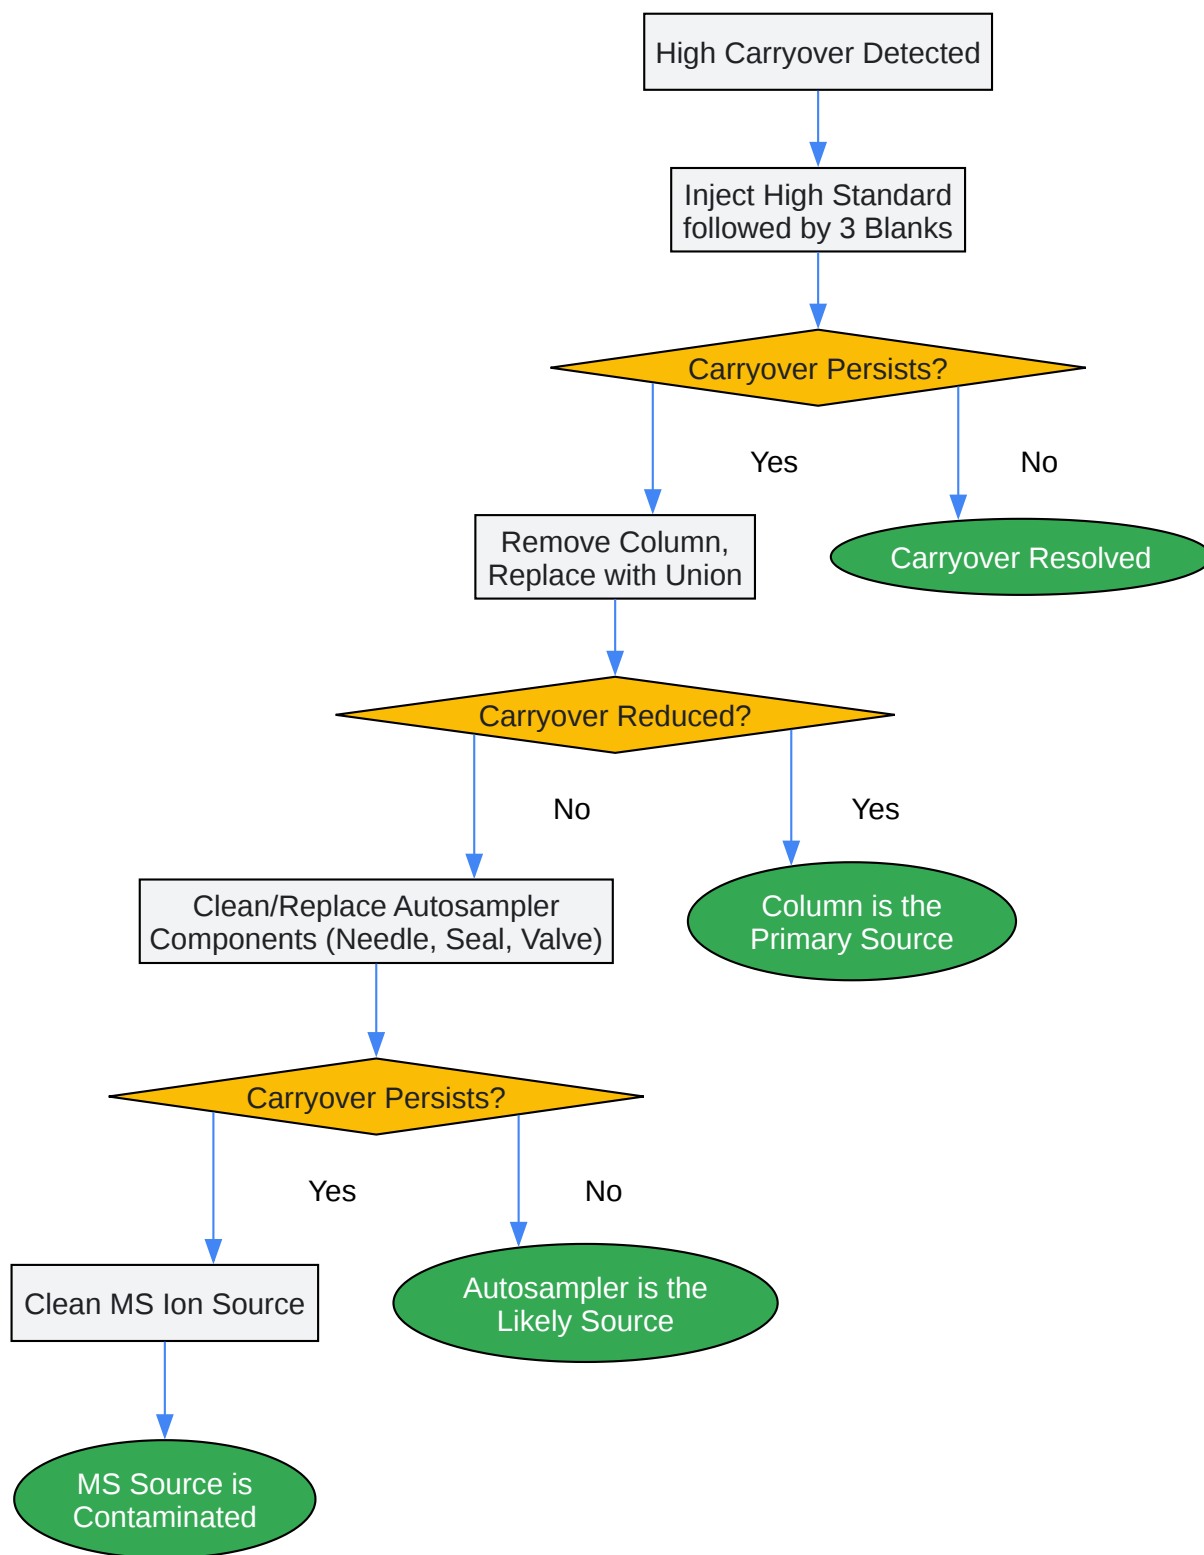 High Carryover Detected
Inject High Standard
followed by 3 Blanks
Carryover Persists?
Yes
No
Remove Column,
Replace with Union
Carryover Resolved
Carryover Reduced?
No
Yes
Clean/Replace Autosampler
Components (Needle, Seal, Valve)
Column is the
Primary Source
Carryover Persists?
Yes
No
Clean MS Ion Source
Autosampler is the
Likely Source
MS Source is
Contaminated